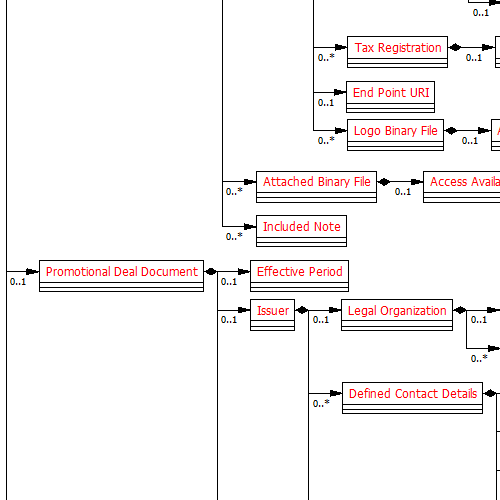 0..1
Tax Registration
0..*
0..1
End Point URI
0..1
Logo Binary File
0..*
0..1
Attached Binary File
Access Availa
0..*
0..1
Included Note
0..*
Promotional Deal Document
Effective Period
0..1
0..1
Issuer
Legal Organization
0..1
0..1
0..1
0..*
Defined Contact Details
0..*